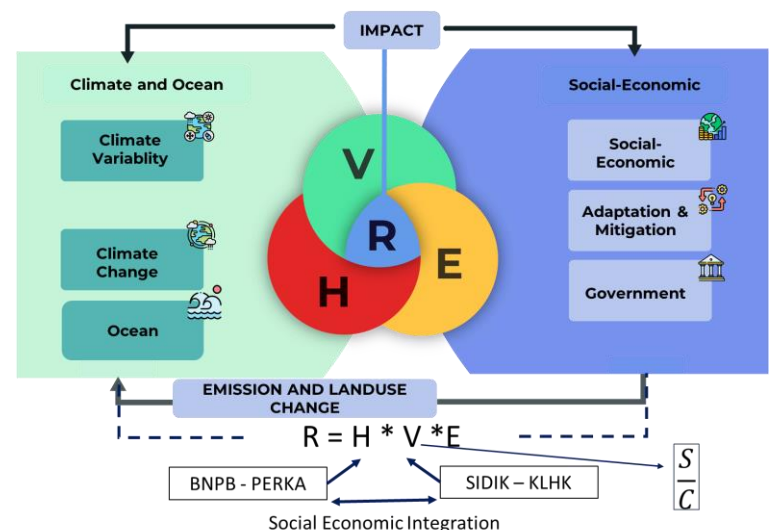 IMPACT
Climate and Ocean
Climate
Variablity
Climate
Change
Ocean
V
R
H
E
Social-Economic
Social-
Economic
Adaptation &
Mitigation
Government
EMISSION AND LANDUSE
CHANGE
R = H * V *E
BNPB - PERKA
SIDIK – KLHK
S
C
Social Economic Integration